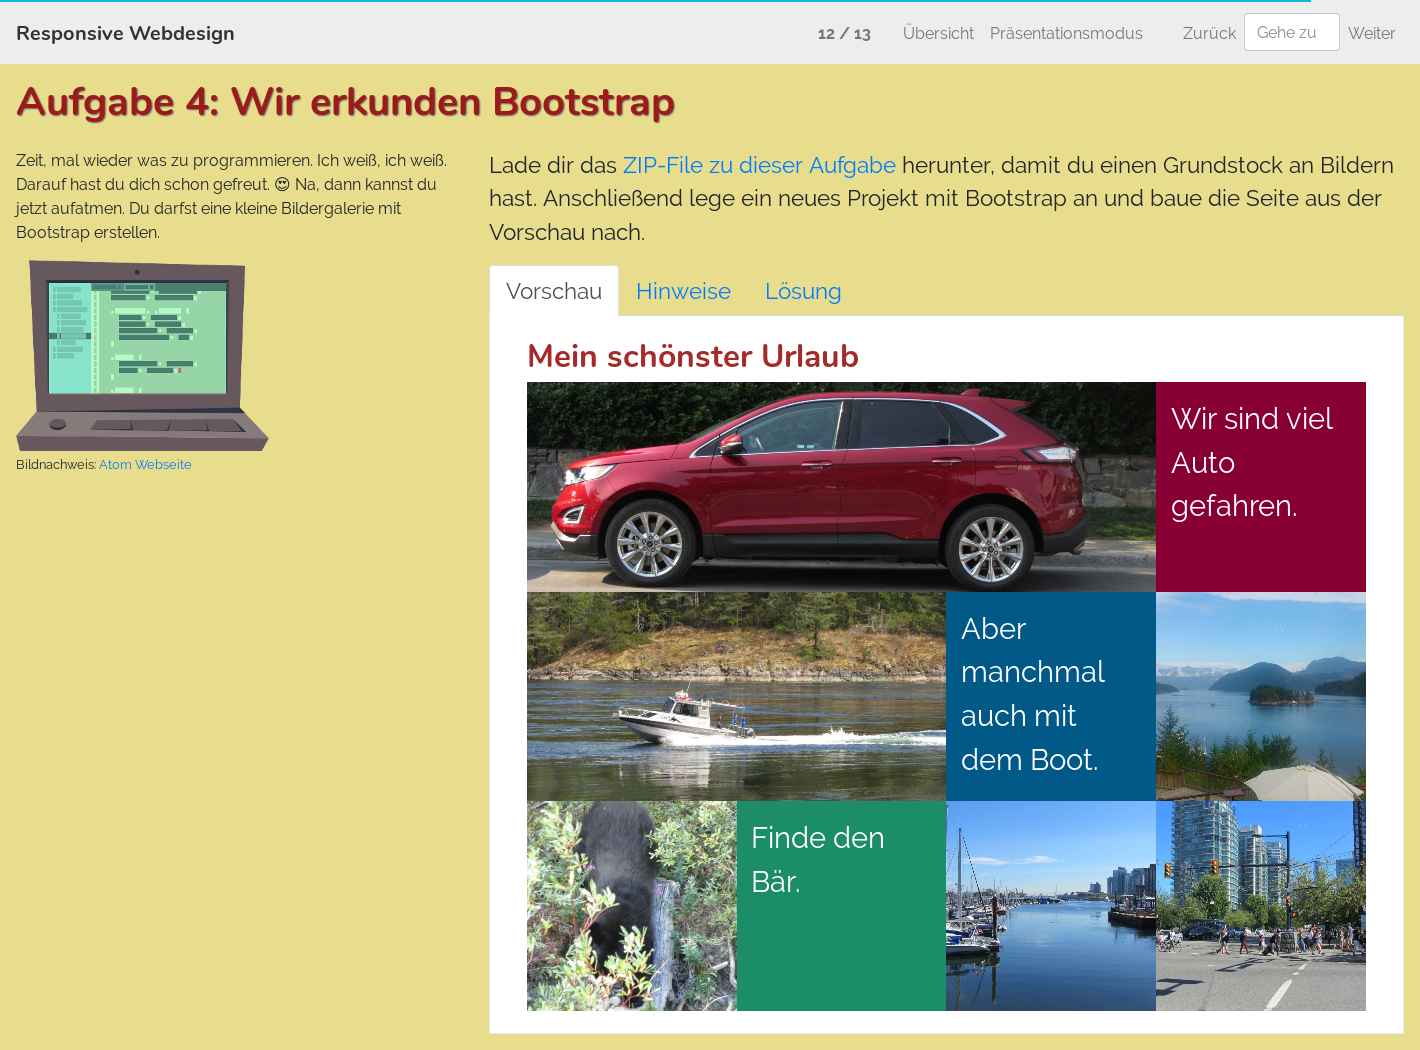 Responsive Webdesign
12 / 13
Übersicht
Präsentationsmodus
Zurück
Gehe zu
Weiter
Aufgabe 4: Wir erkunden Bootstrap
Zeit, mal wieder was zu programmieren. Ich weiß, ich weiß.
Darauf hast du dich schon gefreut. 😍 Na, dann kannst du
jetzt aufatmen. Du darfst eine kleine Bildergalerie mit
Bootstrap erstellen.
Bildnachweis: Atom Webseite
Lade dir das ZIP-File zu dieser Aufgabe herunter, damit du einen Grundstock an Bildern
hast. Anschließend lege ein neues Projekt mit Bootstrap an und baue die Seite aus der
Vorschau nach.
Vorschau
Hinweise
Lösung
Mein schönster Urlaub
Wir sind viel
Auto
gefahren.
Aber
manchmal
auch mit
dem Boot.
Finde den
Bär.